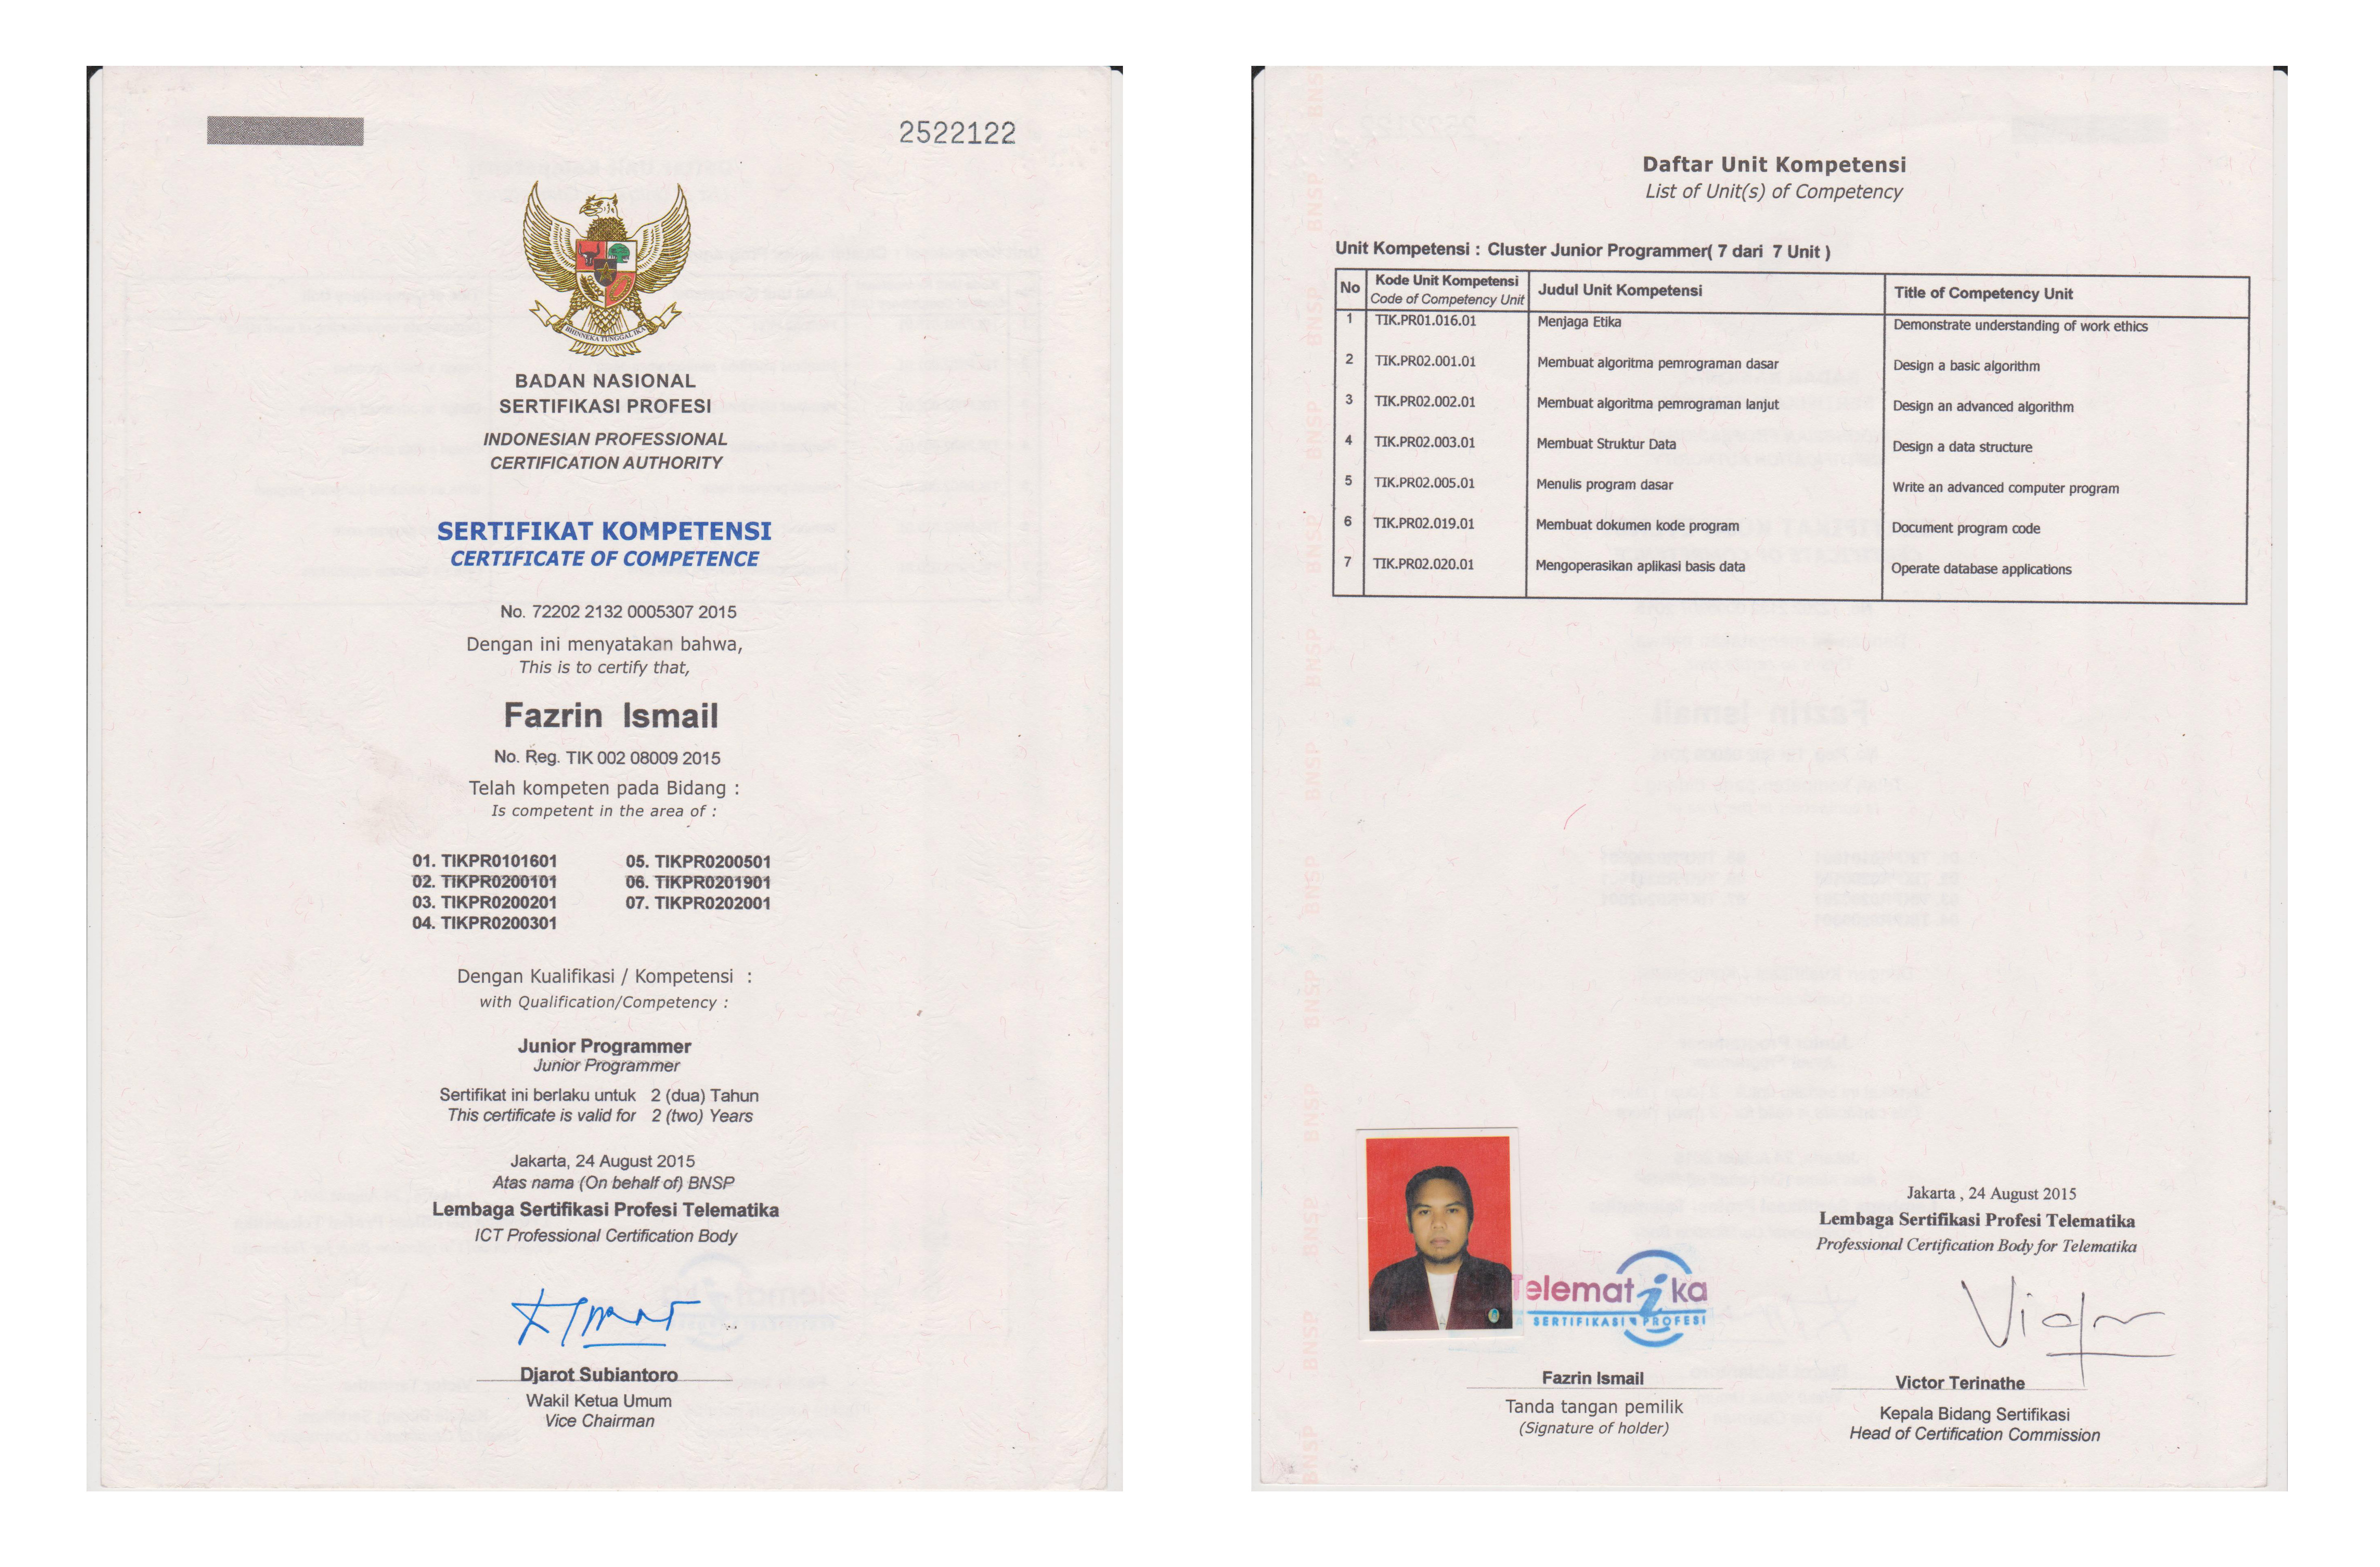 2522122
BHINNEKA TUNGGAL IKA
BADAN NASIONAL
SERTIFIKASI PROFESI
INDONESIAN PROFESSIONAL
CERTIFICATION AUTHORITY
SERTIFIKAT KOMPETENSI
CERTIFICATE OF COMPETENCE
No. 72202 2132 0005307 2015
Dengan ini menyatakan bahwa,
This is to certify that,
Fazrin Ismail
No. Reg. TIK 002 08009 2015
Telah kompeten pada Bidang :
Is competent in the area of :
01. TIKPR0101601 05. TIKPR0200501
02. TIKPR0200101 06. TIKPR0201901
03. TIKPR0200201 07. TIKPR0202001
04. TIKPR0200301
Dengan Kualifikasi / Kompetensi :
with Qualification/Competency :
Junior Programmer
Junior Programmer
Sertifikat ini berlaku untuk 2 (dua) Tahun
This certificate is valid for 2 (two) Years
Jakarta, 24 August 2015
Atas nama (On behalf of) BNSP
Lembaga Sertifikasi Profesi Telematika
ICT Professional Certification Body
Djarot Subiantoro
Wakil Ketua Umum
Vice Chairman
Daftar Unit Kompetensi
List of Unit(s) of Competency
Unit Kompetensi : Cluster Junior Programmer( 7 dari 7 Unit )
No Kode Unit Kompetensi Code of Competency Unit Judul Unit Kompetensi Title of Competency Unit
1 TIK.PR01.016.01 Menjaga Etika Demonstrate understanding of work ethics
2 TIK.PR02.001.01 Membuat algoritma pemrograman dasar Design a basic algorithm
3 TIK.PR02.002.01 Membuat algoritma pemrograman lanjut Design an advanced algorithm
4 TIK.PR02.003.01 Membuat Struktur Data Design a data structure
5 TIK.PR02.005.01 Menulis program dasar Write an advanced computer program
6 TIK.PR02.019.01 Membuat dokumen kode program Document program code
7 TIK.PR02.020.01 Mengoperasikan aplikasi basis data Operate database applications
Jakarta , 24 August 2015
Lembaga Sertifikasi Profesi Telematika
Professional Certification Body for Telematika
Telematika
SERTIFIKASI PROFESI
Fazrin Ismail
Tanda tangan pemilik
(Signature of holder)
Victor Terinathe
Kepala Bidang Sertifikasi
Head of Certification Commission
BNSP BNSP BNSP BNSP BNSP BNSP BNSP BNSP BNSP BNSP BNSP BNSP BNSP